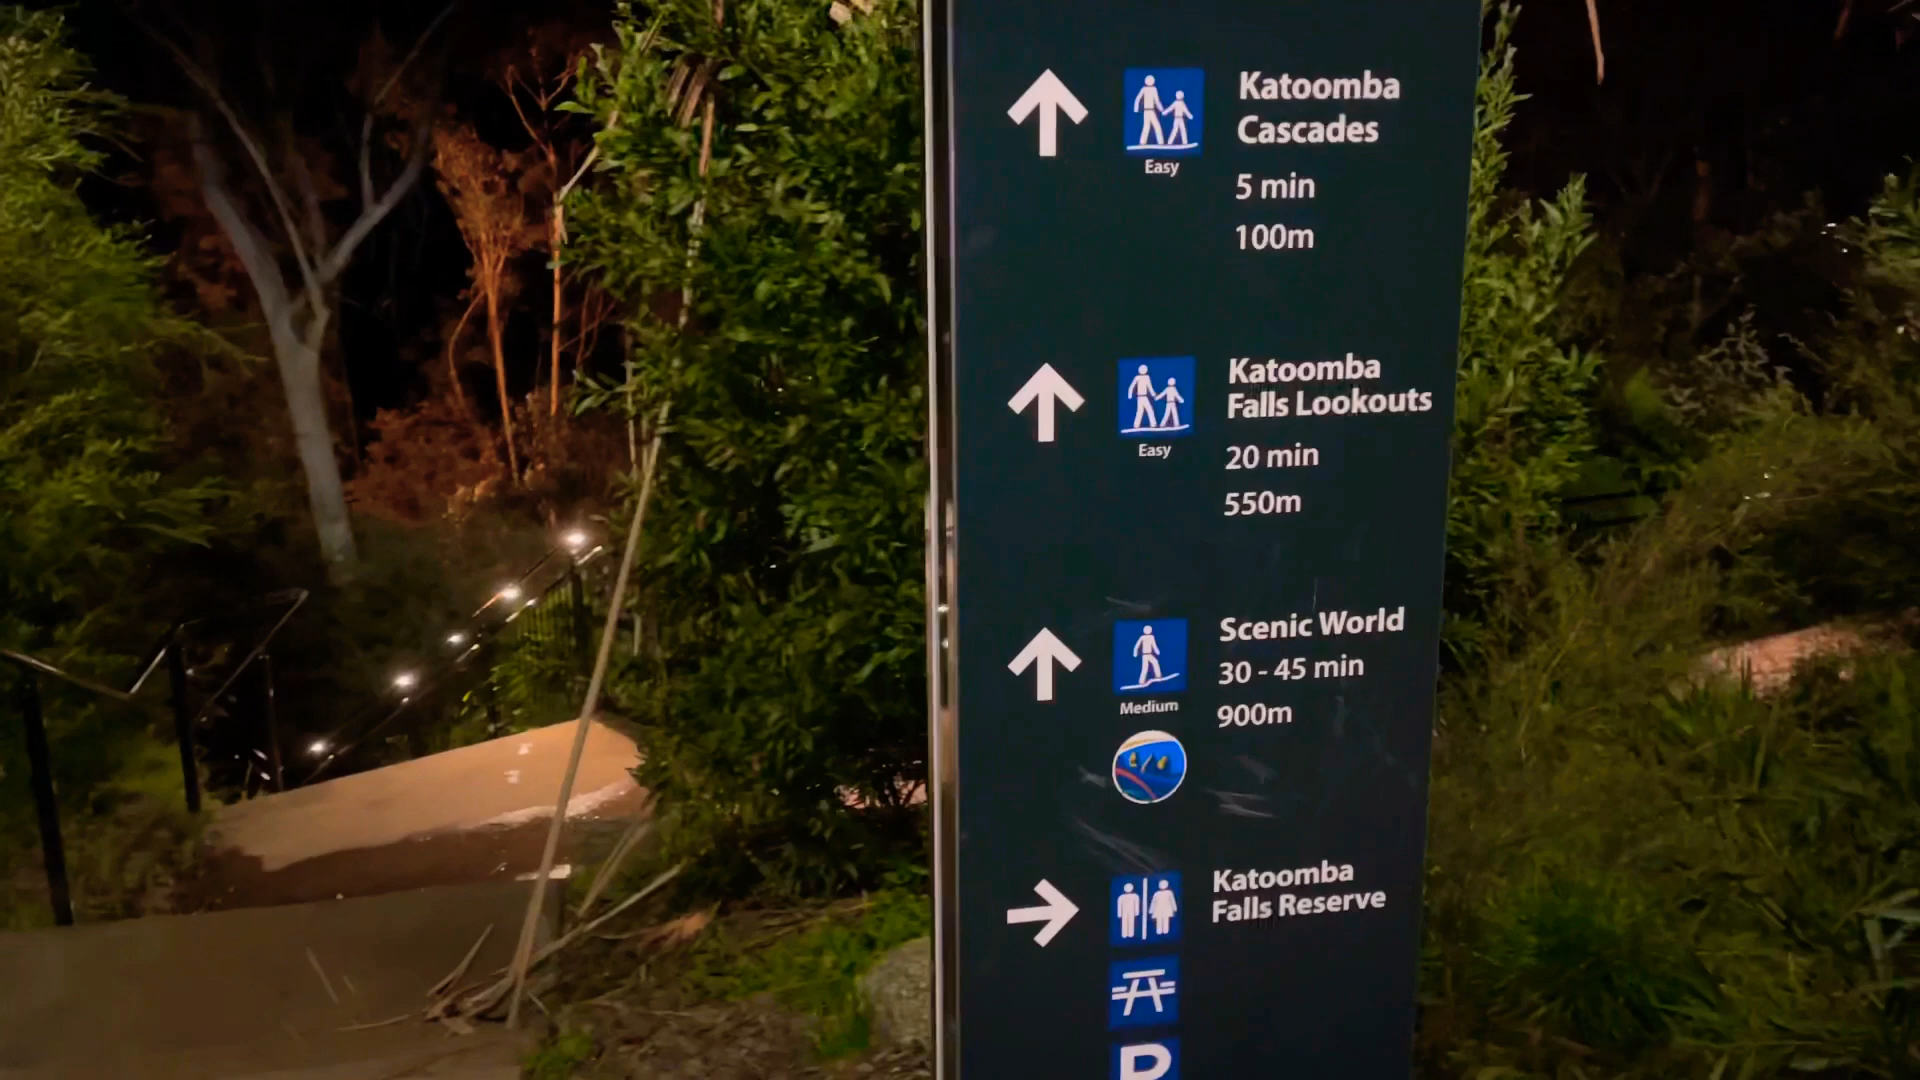 Katoomba
Cascades
Easy
5 min
100m
Katoomba
Falls Lookouts
Easy
20 min
550m
Scenic World
30 - 45 min
Medium
900m
Katoomba
Falls Reserve
P